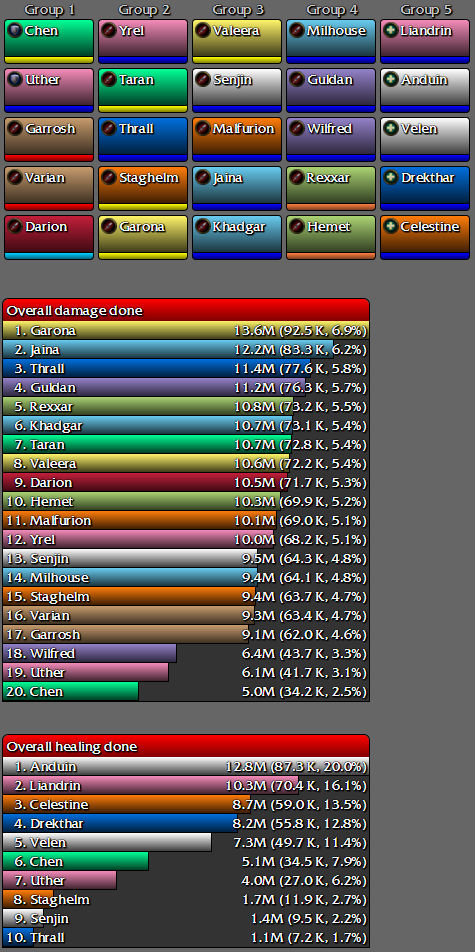 Group 1 Group 2 Group 3 Group 4 Group 5
Chen Yrel Valeera Milhouse Liandrin
Uther Taran Senjin Guldan Anduin
Garrosh Thrall Malfurion Wilfred Velen
Varian Staghelm Jaina Rexxar Drekthar
Darion Garona Khadgar Hemet Celestine
Overall damage done
1. Garona 13.6M (92.5 K, 6.9%)
2. Jaina 12.2M (83.3 K, 6.2%)
3. Thrall 11.4M (77.6 K, 5.8%)
4. Guldan 11.2M (76.3 K, 5.7%)
5. Rexxar 10.8M (73.2 K, 5.5%)
6. Khadgar 10.7M (73.1 K, 5.4%)
7. Taran 10.7M (72.8 K, 5.4%)
8. Valeera 10.6M (72.2 K, 5.4%)
9. Darion 10.5M (71.7 K, 5.3%)
10. Hemet 10.3M (69.9 K, 5.2%)
11. Malfurion 10.1M (69.0 K, 5.1%)
12. Yrel 10.0M (68.2 K, 5.1%)
13. Senjin 9.5M (64.3 K, 4.8%)
14. Milhouse 9.4M (64.1 K, 4.8%)
15. Staghelm 9.4M (63.7 K, 4.7%)
16. Varian 9.3M (63.4 K, 4.7%)
17. Garrosh 9.1M (62.0 K, 4.6%)
18. Wilfred 6.4M (43.7 K, 3.3%)
19. Uther 6.1M (41.7 K, 3.1%)
20. Chen 5.0M (34.2 K, 2.5%)
Overall healing done
1. Anduin 12.8M (87.3 K, 20.0%)
2. Liandrin 10.3M (70.4 K, 16.1%)
3. Celestine 8.7M (59.0 K, 13.5%)
4. Drekthar 8.2M (55.8 K, 12.8%)
5. Velen 7.3M (49.7 K, 11.4%)
6. Chen 5.1M (34.5 K, 7.9%)
7. Uther 4.0M (27.0 K, 6.2%)
8. Staghelm 1.7M (11.9 K, 2.7%)
9. Senjin 1.4M (9.5 K, 2.2%)
10. Thrall 1.1M (7.2 K, 1.7%)